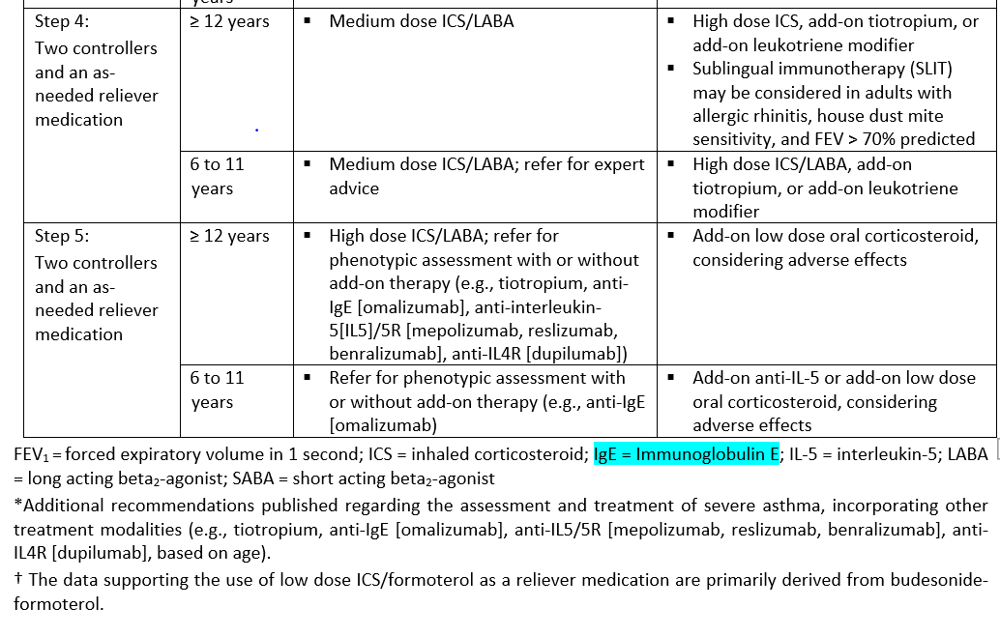 years
Step 4:
Two controllers
and an as-
needed reliever
medication
≥ 12 years
▪ Medium dose ICS/LABA
▪ High dose ICS, add-on tiotropium, or
add-on leukotriene modifier
▪ Sublingual immunotherapy (SLIT)
may be considered in adults with
allergic rhinitis, house dust mite
sensitivity, and FEV > 70% predicted
6 to 11
years
▪ Medium dose ICS/LABA; refer for expert
advice
▪ High dose ICS/LABA, add-on
tiotropium, or add-on leukotriene
modifier
Step 5:
Two controllers
and an as-
needed reliever
medication
≥ 12 years
▪ High dose ICS/LABA; refer for
phenotypic assessment with or without
add-on therapy (e.g., tiotropium, anti-
IgE [omalizumab], anti-interleukin-
5[IL5]/5R [mepolizumab, reslizumab,
benralizumab], anti-IL4R [dupilumab])
▪ Add-on low dose oral corticosteroid,
considering adverse effects
6 to 11
years
▪ Refer for phenotypic assessment with
or without add-on therapy (e.g., anti-IgE
[omalizumab)
▪ Add-on anti-IL-5 or add-on low dose
oral corticosteroid, considering
adverse effects
FEV₁ = forced expiratory volume in 1 second; ICS = inhaled corticosteroid; IgE = Immunoglobulin E; IL-5 = interleukin-5; LABA
= long acting beta₂-agonist; SABA = short acting beta₂-agonist
*Additional recommendations published regarding the assessment and treatment of severe asthma, incorporating other
treatment modalities (e.g., tiotropium, anti-IgE [omalizumab], anti-IL5/5R [mepolizumab, reslizumab, benralizumab], anti-
IL4R [dupilumab], based on age).
† The data supporting the use of low dose ICS/formoterol as a reliever medication are primarily derived from budesonide-
formoterol.